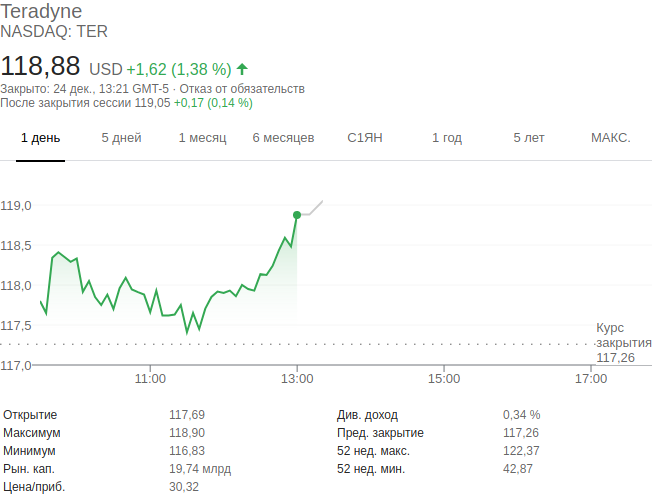 Teradyne
NASDAQ: TER
118,88 USD +1,62 (1,38 %)
Закрыто: 24 дек., 13:21 GMT-5 · Отказ от обязательств
После закрытия сессии 119,05 +0,17 (0,14 %)
1 день 5 дней 1 месяц 6 месяцев С1ЯН 1 год 5 лет МАКС.
119,0
118,5
118,0
117,5
Курс
закрытия
117,26
117,0
11:00 13:00 15:00 17:00
Открытие 117,69 Див. доход 0,34 %
Максимум 118,90 Пред. закрытие 117,26
Минимум 116,83 52 нед. макс. 122,37
Рын. кап. 19,74 млрд 52 нед. мин. 42,87
Цена/приб. 30,32